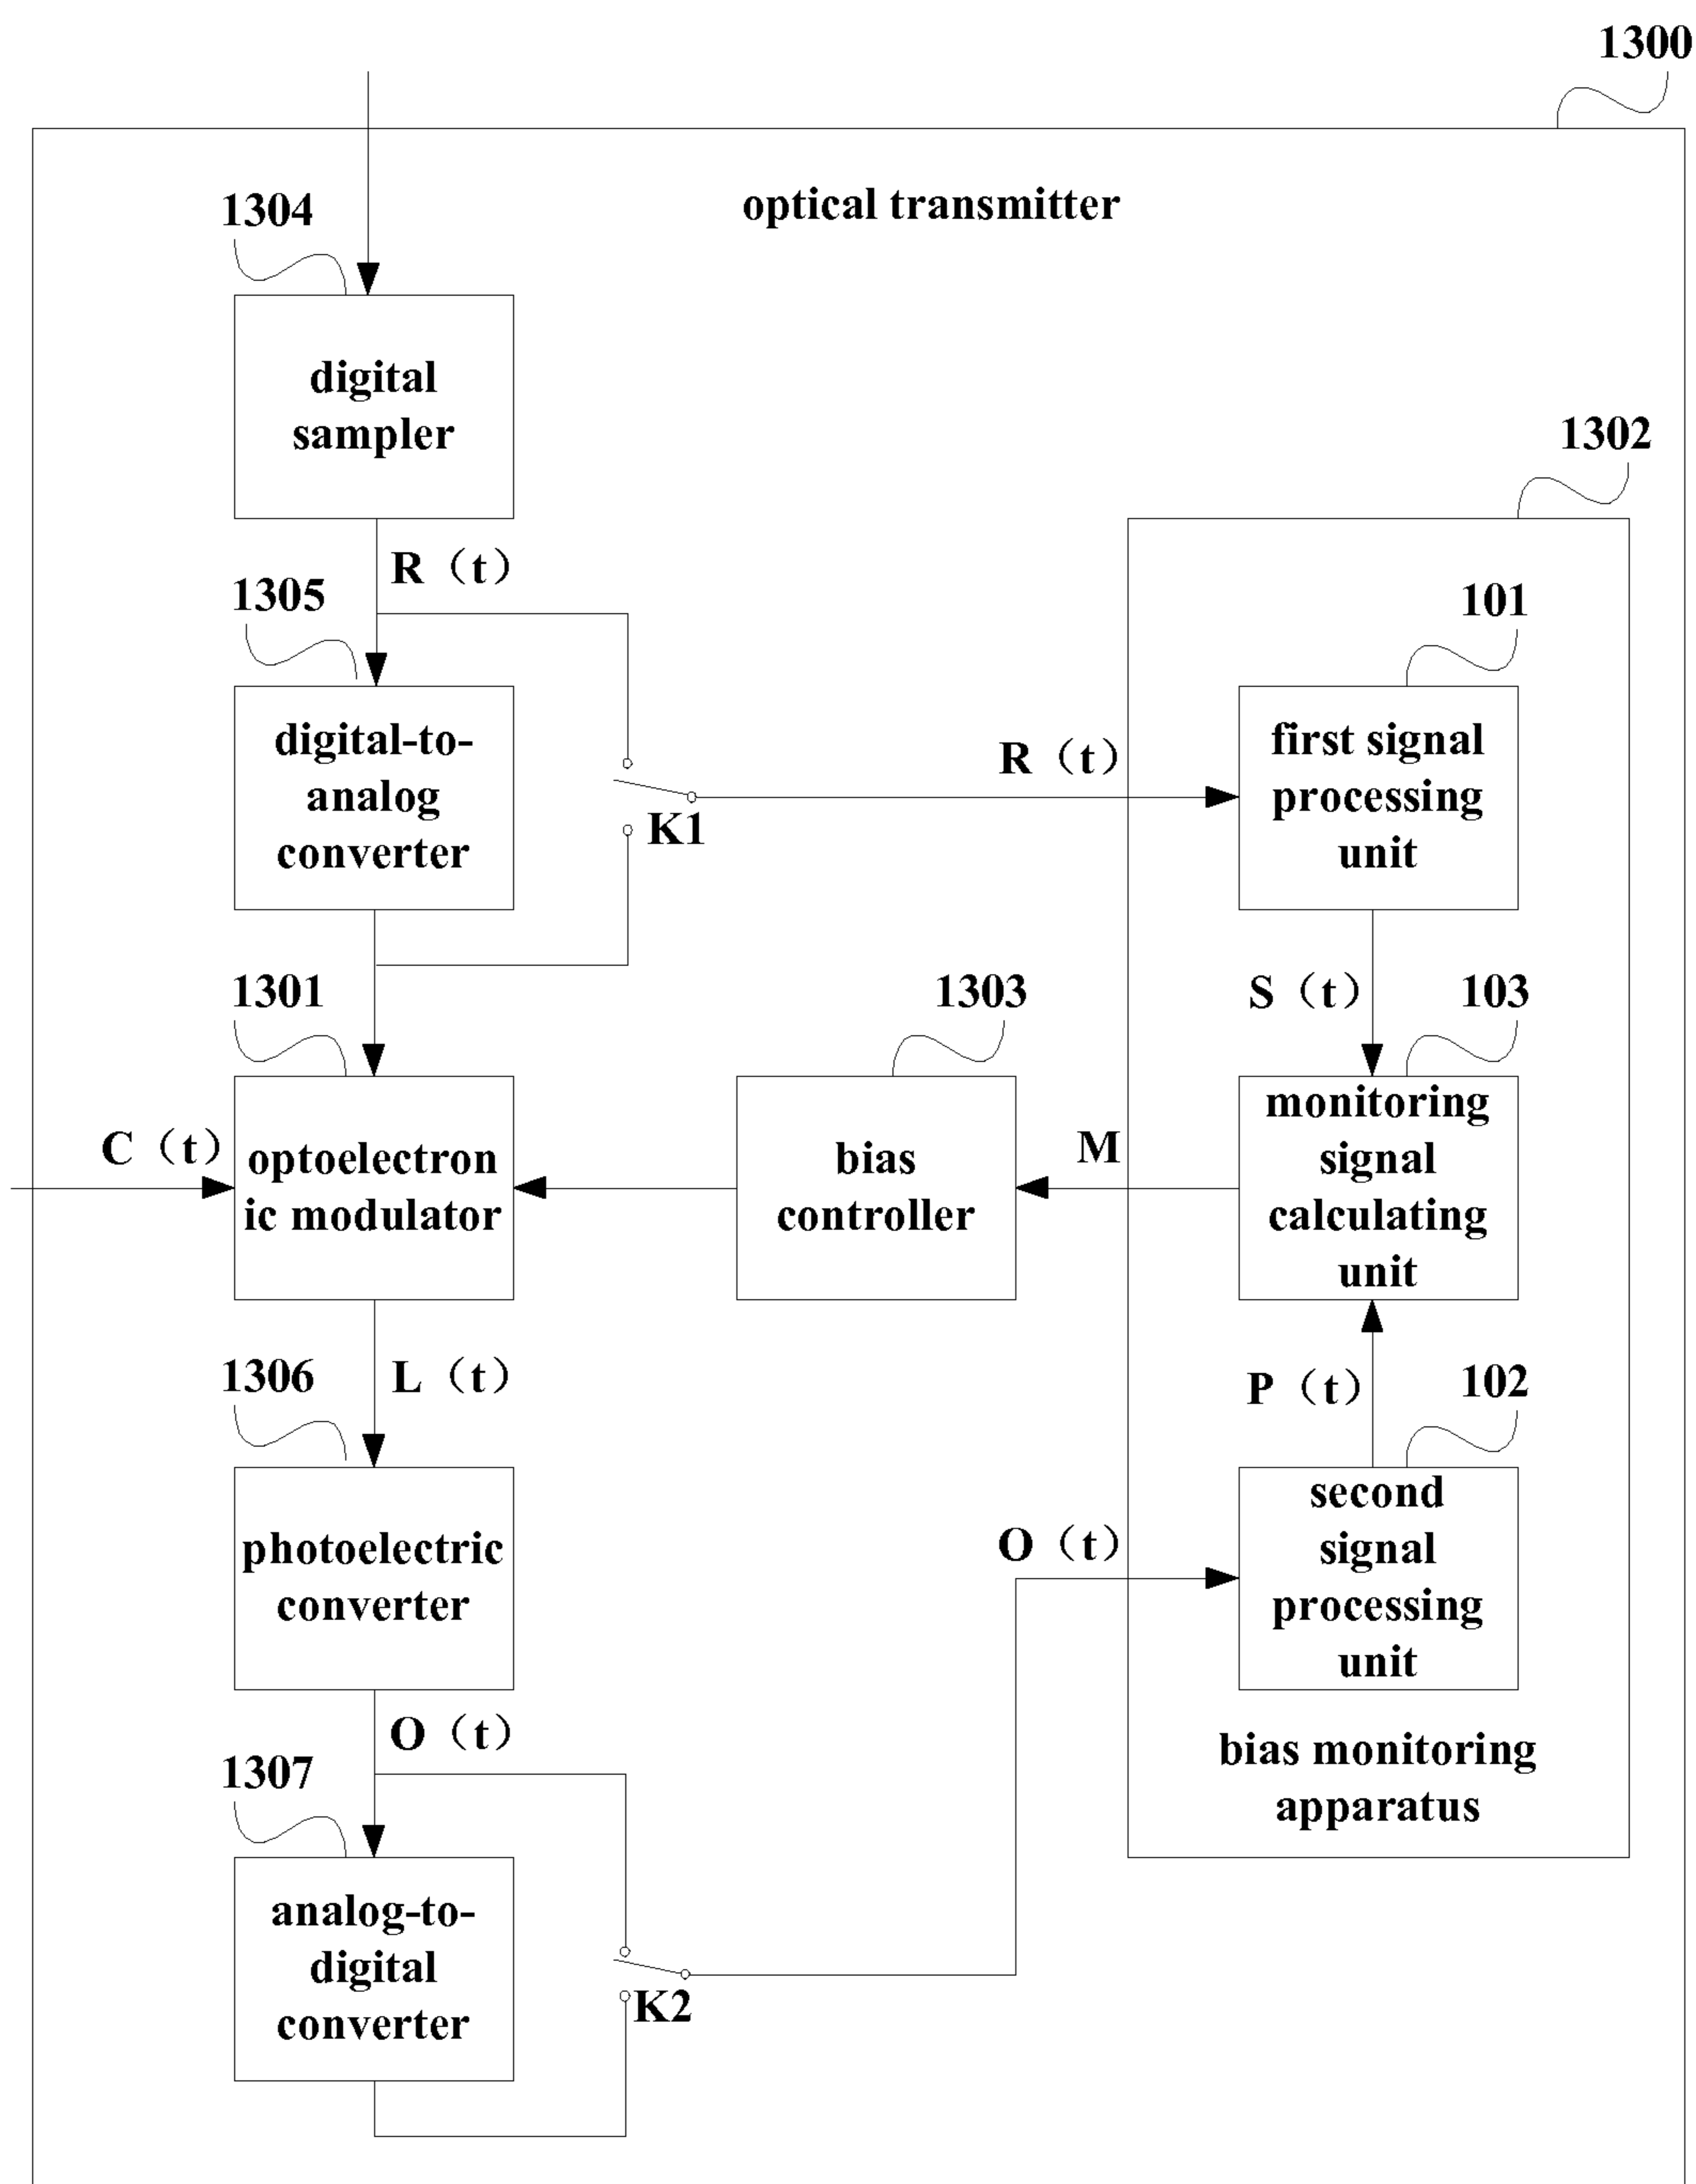 1300
optical transmitter
1304
digital
sampler
1302
R（t）
1305
101
digital-to-
analog
converter
K1
R（t）
first signal
processing
unit
1301
1303
S（t）
103
C（t）
optoelectron
ic modulator
bias
controller
M
monitoring
signal
calculating
unit
1306
L（t）
P（t）
102
photoelectric
converter
O（t）
second
signal
processing
unit
O（t）
bias monitoring
apparatus
1307
analog-to-
digital
converter
K2